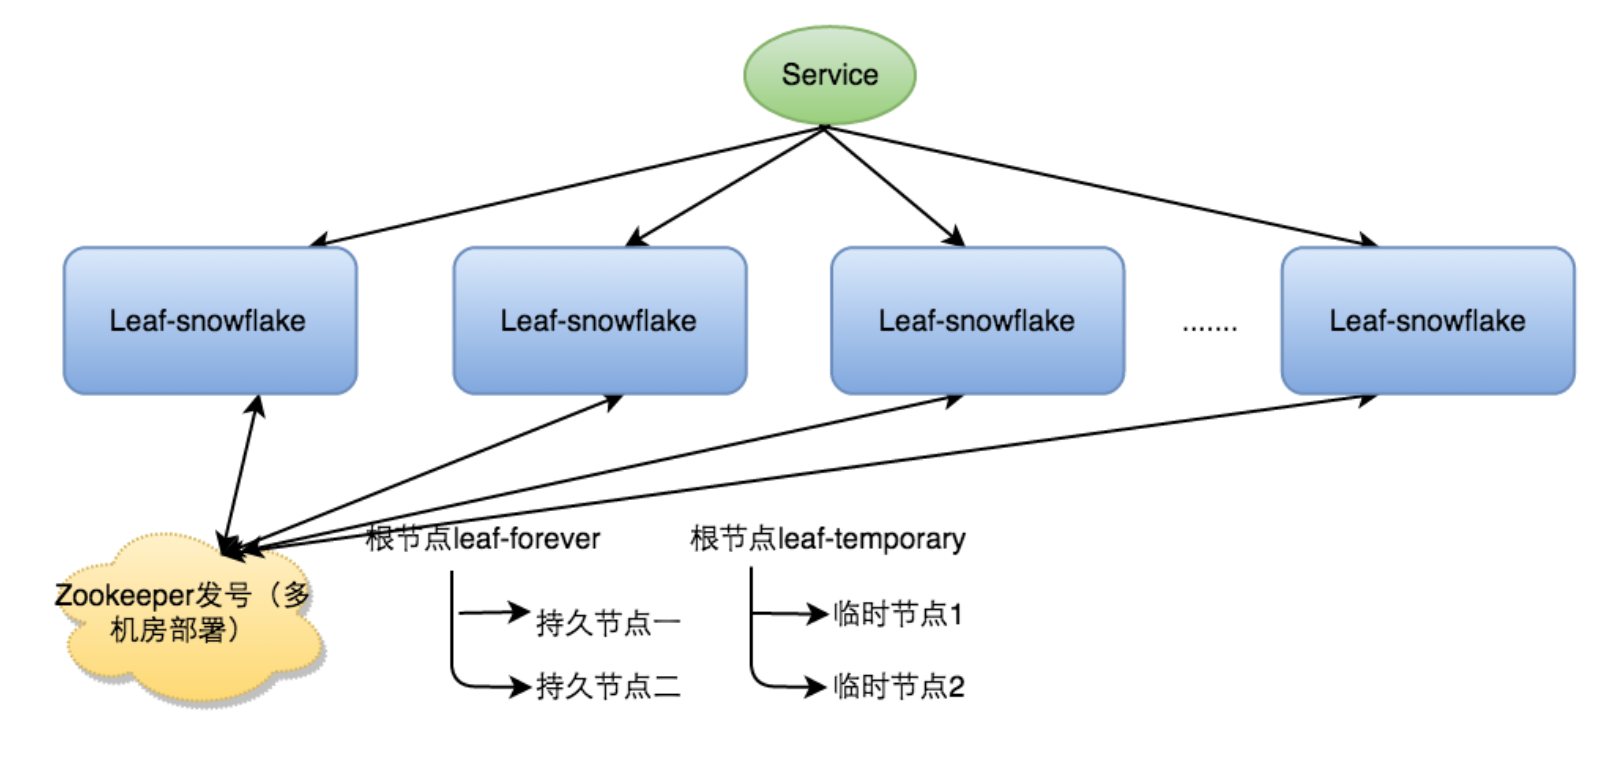 Service
Leaf-snowflake
Leaf-snowflake
Leaf-snowflake
.......
Leaf-snowflake
根节点leaf-forever
根节点leaf-temporary
Zookeeper发号（多
机房部署）
持久节点一
持久节点二
临时节点1
临时节点2